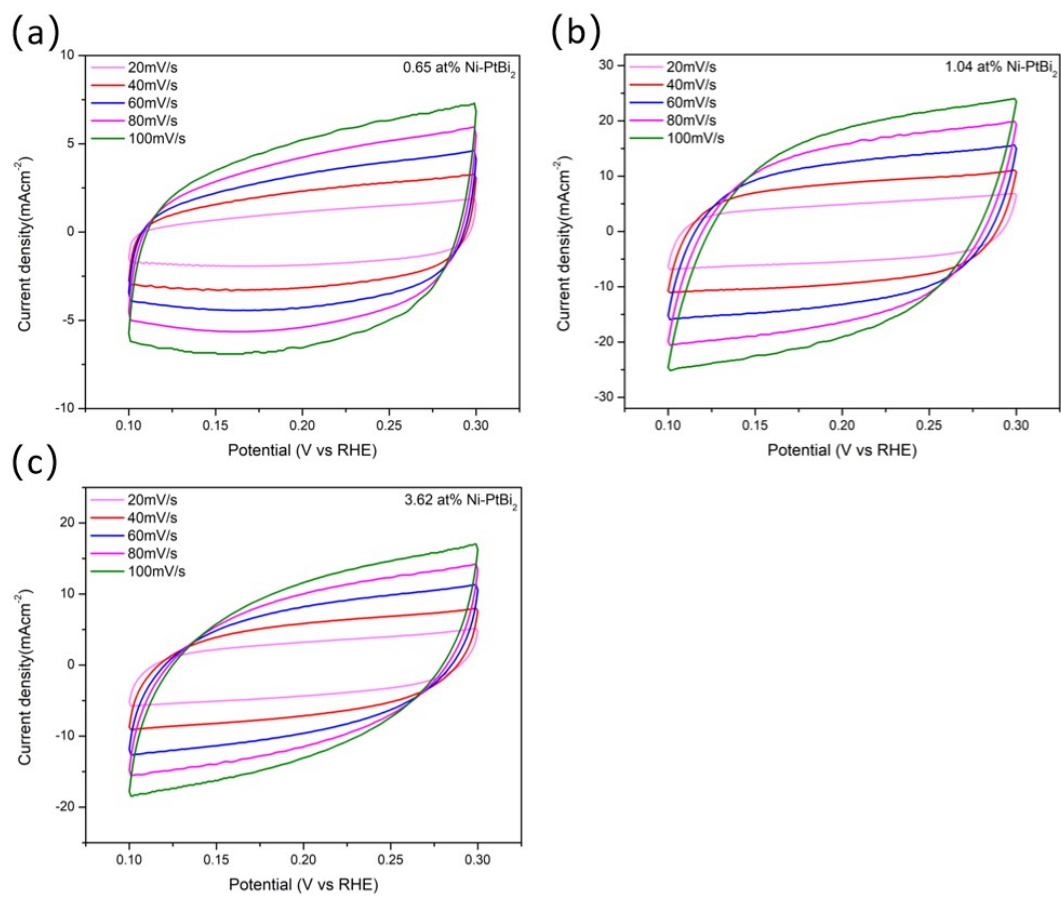 (a)
10
5
0
-5
-10
20mV/s
40mV/s
60mV/s
80mV/s
100mV/s
0.65 at% Ni-PtBi₂
Current density(mAcm⁻²)
0.10 0.15 0.20 0.25 0.30
Potential (V vs RHE)
(b)
30
20
10
0
-10
-20
-30
20mV/s
40mV/s
60mV/s
80mV/s
100mV/s
1.04 at% Ni-PtBi₂
Current density(mAcm⁻²)
0.10 0.15 0.20 0.25 0.30
Potential (V vs RHE)
(c)
20
10
0
-10
-20
20mV/s
40mV/s
60mV/s
80mV/s
100mV/s
3.62 at% Ni-PtBi₂
Current density(mAcm⁻²)
0.10 0.15 0.20 0.25 0.30
Potential (V vs RHE)